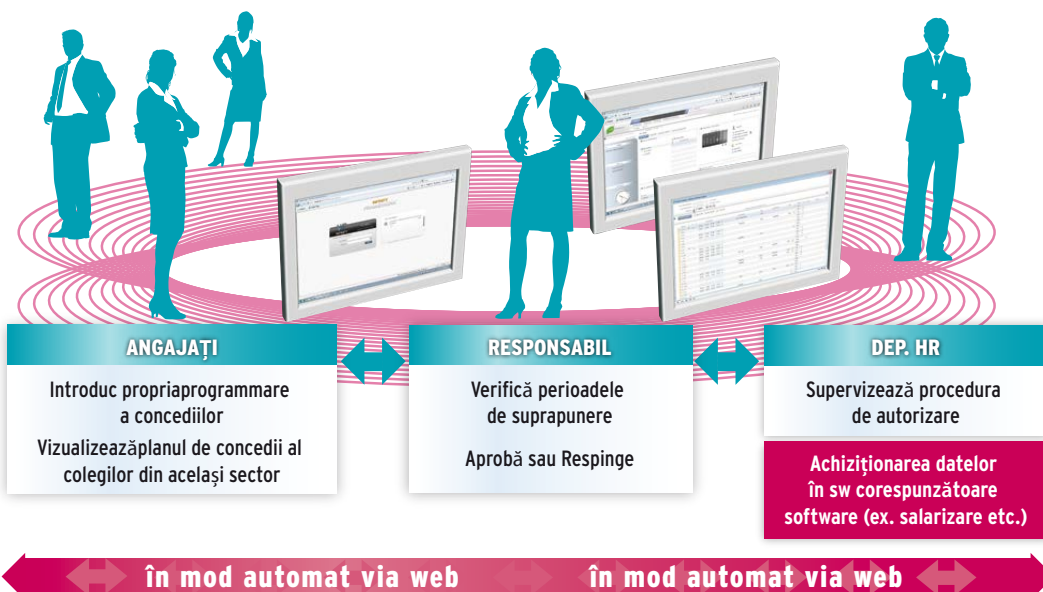 ANGAJAȚI
Introduc propriaprogrammare
a concediilor
Vizualizeazăplanul de concedii al
colegilor din același sector
RESPONSABIL
Verifică perioadele
de suprapunere
Aprobă sau Respinge
DEP. HR
Supervizează procedura
de autorizare
Achiziționarea datelor
în sw corespunzătoare
software (ex. salarizare etc.)
în mod automat via web
în mod automat via web